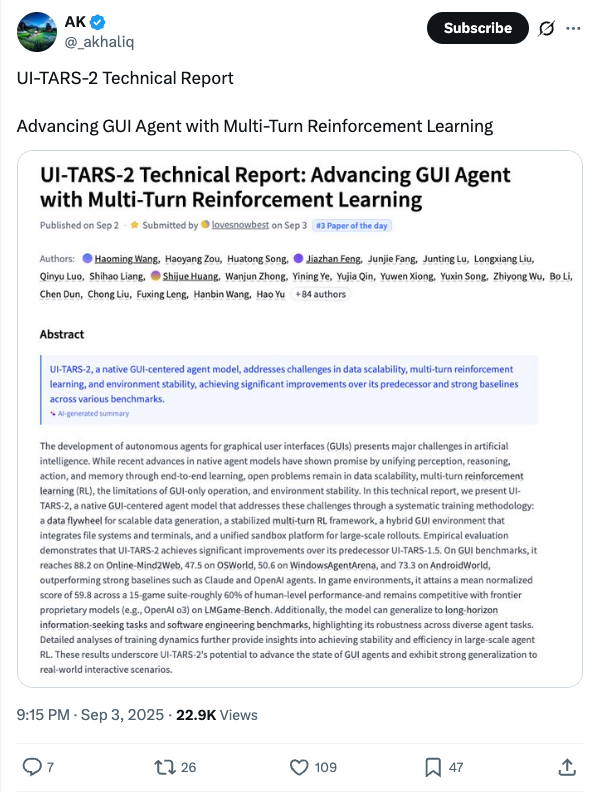 AK
@_akhaliq
Subscribe
UI-TARS-2 Technical Report
Advancing GUI Agent with Multi-Turn Reinforcement Learning
UI-TARS-2 Technical Report: Advancing GUI Agent
with Multi-Turn Reinforcement Learning
Published on Sep 2 · Submitted by lovesnowbest on Sep 3 #3 Paper of the day
Authors: Haoming Wang, Haoyang Zou, Huatong Song, Jiazhan Feng, Junjie Fang, Junting Lu, Longxiang Liu,
Qinyu Luo, Shihao Liang, Shijue Huang, Wanjun Zhong, Yining Ye, Yujia Qin, Yuwen Xiong, Yuxin Song, Zhiyong Wu, Bo Li,
Chen Dun, Chong Liu, Fuxing Leng, Hanbin Wang, Hao Yu +84 authors
Abstract
UI-TARS-2, a native GUI-centered agent model, addresses challenges in data scalability, multi-turn reinforcement
learning, and environment stability, achieving significant improvements over its predecessor and strong baselines
across various benchmarks.
AI-generated summary
The development of autonomous agents for graphical user interfaces (GUIs) presents major challenges in artificial
intelligence. While recent advances in native agent models have shown promise by unifying perception, reasoning,
action, and memory through end-to-end learning, open problems remain in data scalability, multi-turn reinforcement
learning (RL), the limitations of GUI-only operation, and environment stability. In this technical report, we present UI-
TARS-2, a native GUI-centered agent model that addresses these challenges through a systematic training methodology:
a data flywheel for scalable data generation, a stabilized multi-turn RL framework, a hybrid GUI environment that
integrates file systems and terminals, and a unified sandbox platform for large-scale rollouts. Empirical evaluation
demonstrates that UI-TARS-2 achieves significant improvements over its predecessor UI-TARS-1.5. On GUI benchmarks, it
reaches 88.2 on Online-Mind2Web, 47.5 on OSWorld, 50.6 on WindowsAgentArena, and 73.3 on AndroidWorld,
outperforming strong baselines such as Claude and OpenAI agents. In game environments, it attains a mean normalized
score of 59.8 across a 15-game suite-roughly 60% of human-level performance-and remains competitive with frontier
proprietary models (e.g., OpenAI o3) on LMGame-Bench. Additionally, the model can generalize to long-horizon
information-seeking tasks and software engineering benchmarks, highlighting its robustness across diverse agent tasks.
Detailed analyses of training dynamics further provide insights into achieving stability and efficiency in large-scale agent
RL. These results underscore UI-TARS-2's potential to advance the state of GUI agents and exhibit strong generalization to
real-world interactive scenarios.
9:15 PM · Sep 3, 2025 · 22.9K Views
7 26 109 47